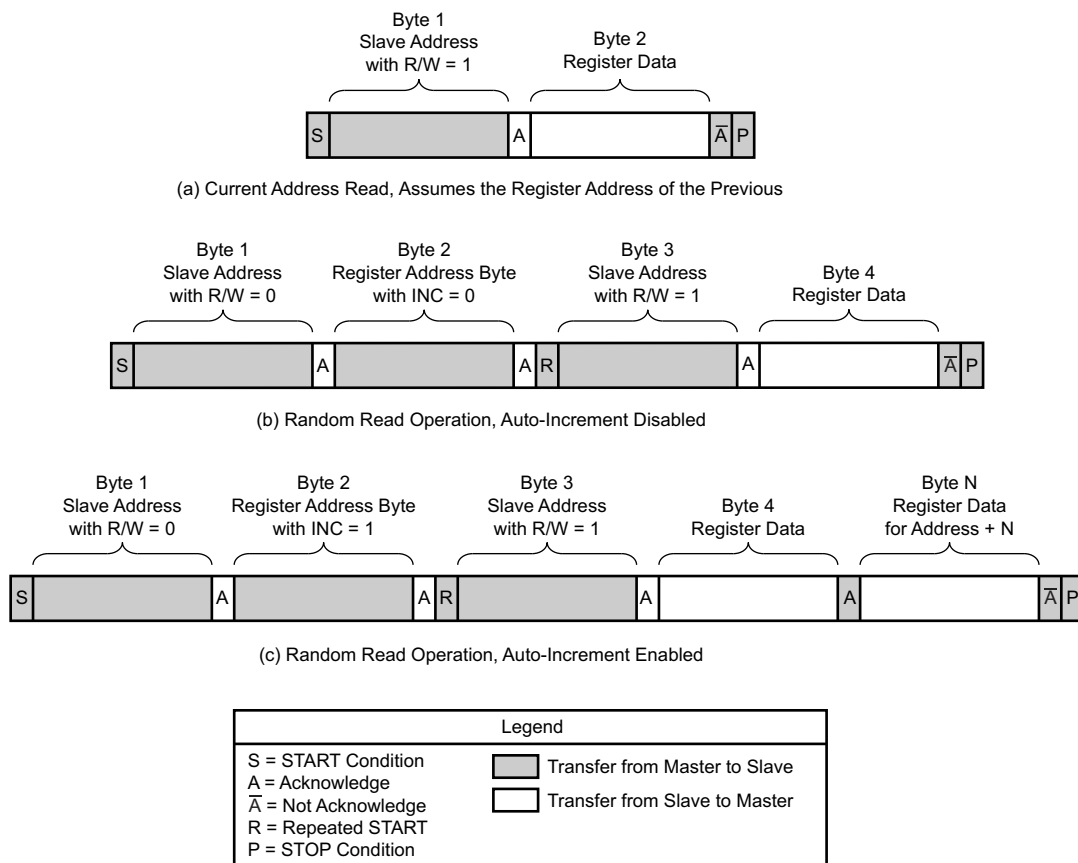 Byte 1
Slave Address
with R/W = 1
Byte 2
Register Data
S
A
A̅
P
(a) Current Address Read, Assumes the Register Address of the Previous
Byte 1
Slave Address
with R/W = 0
Byte 2
Register Address Byte
with INC = 0
Byte 3
Slave Address
with R/W = 1
Byte 4
Register Data
S
A
A
R
A
A̅
P
(b) Random Read Operation, Auto-Increment Disabled
Byte 1
Slave Address
with R/W = 0
Byte 2
Register Address Byte
with INC = 1
Byte 3
Slave Address
with R/W = 1
Byte 4
Register Data
Byte N
Register Data
for Address + N
S
A
A
R
A
A
A̅
P
(c) Random Read Operation, Auto-Increment Enabled
Legend
S = START Condition
A = Acknowledge
A̅ = Not Acknowledge
R = Repeated START
P = STOP Condition
Transfer from Master to Slave
Transfer from Slave to Master